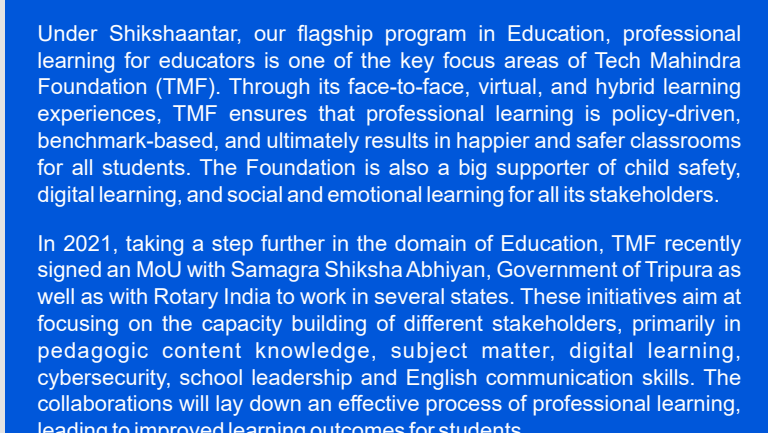 Under Shikshaantar, our flagship program in Education, professional
learning for educators is one of the key focus areas of Tech Mahindra
Foundation (TMF). Through its face-to-face, virtual, and hybrid learning
experiences, TMF ensures that professional learning is policy-driven,
benchmark-based, and ultimately results in happier and safer classrooms
for all students. The Foundation is also a big supporter of child safety,
digital learning, and social and emotional learning for all its stakeholders.
In 2021, taking a step further in the domain of Education, TMF recently
signed an MoU with Samagra Shiksha Abhiyan, Government of Tripura as
well as with Rotary India to work in several states. These initiatives aim at
focusing on the capacity building of different stakeholders, primarily in
pedagogic content knowledge, subject matter, digital learning,
cybersecurity, school leadership and English communication skills. The
collaborations will lay down an effective process of professional learning,
leading to improved learning outcomes for students.